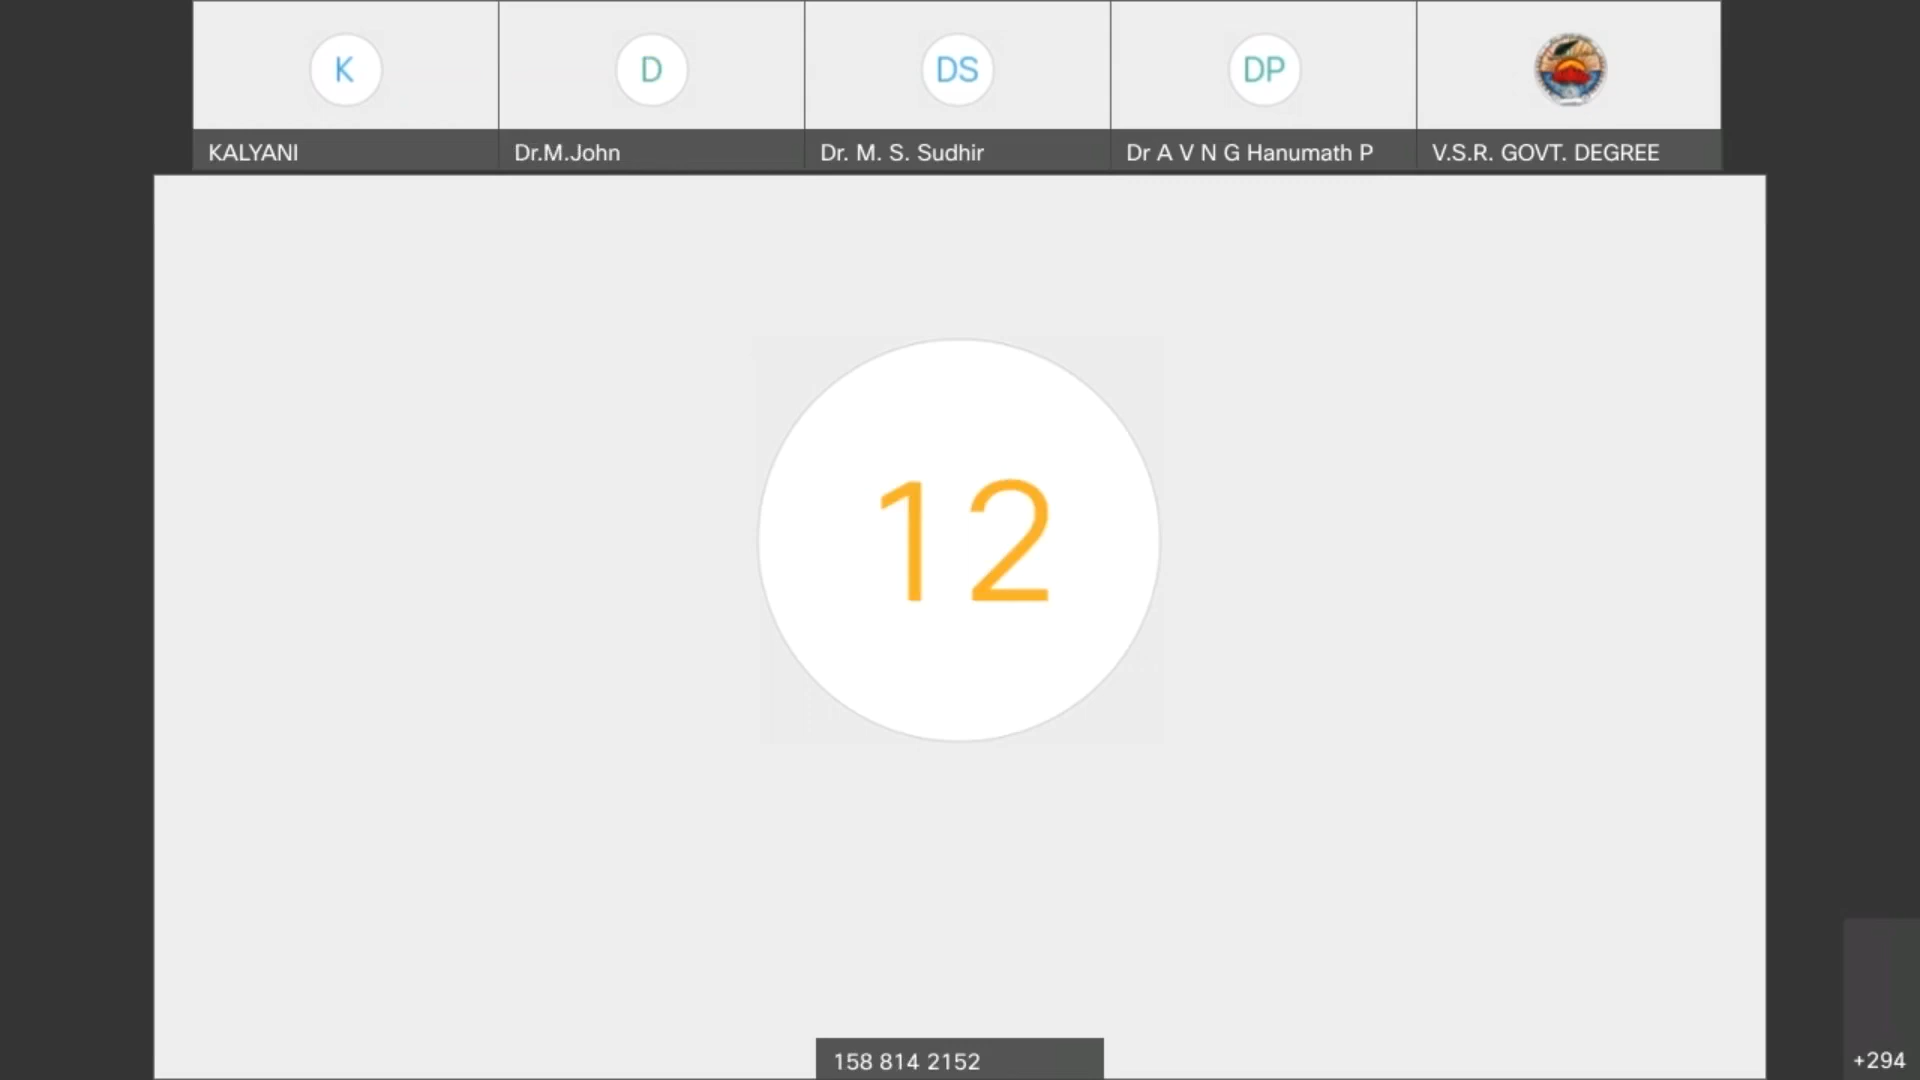 K
D
DS
DP
KALYANI
Dr.M.John
Dr. M. S. Sudhir
Dr A V N G Hanumath P
V.S.R. GOVT. DEGREE
12
158 814 2152
+294